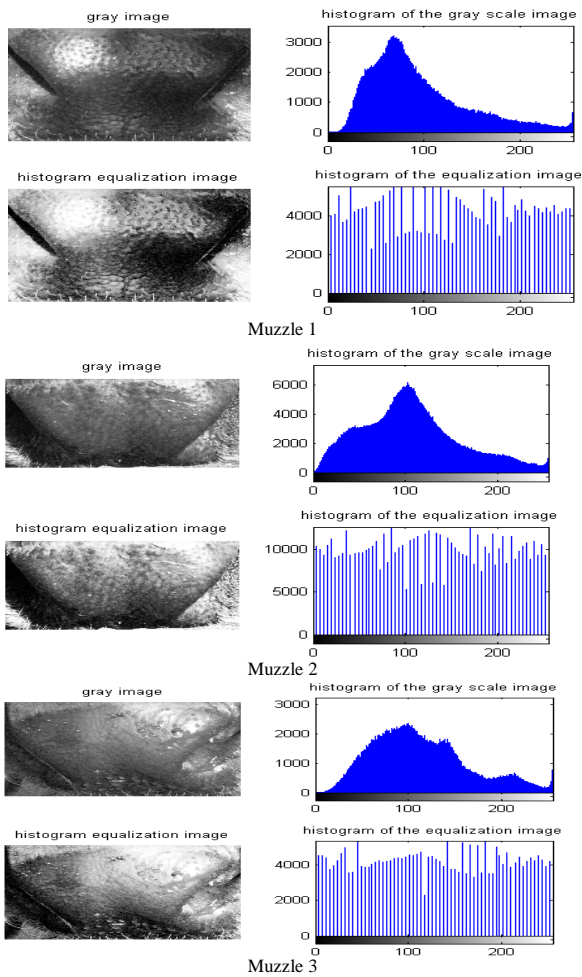 gray image
histogram of the gray scale image
3000
2000
1000
0
0 100 200
histogram equalization image
histogram of the equalization image
4000
2000
0
0 100 200
Muzzle 1
gray image
histogram of the gray scale image
6000
4000
2000
0
0 100 200
histogram equalization image
histogram of the equalization image
10000
5000
0
0 100 200
Muzzle 2
gray image
histogram of the gray scale image
3000
2000
1000
0
0 100 200
histogram equalization image
histogram of the equalization image
4000
2000
0
0 100 200
Muzzle 3